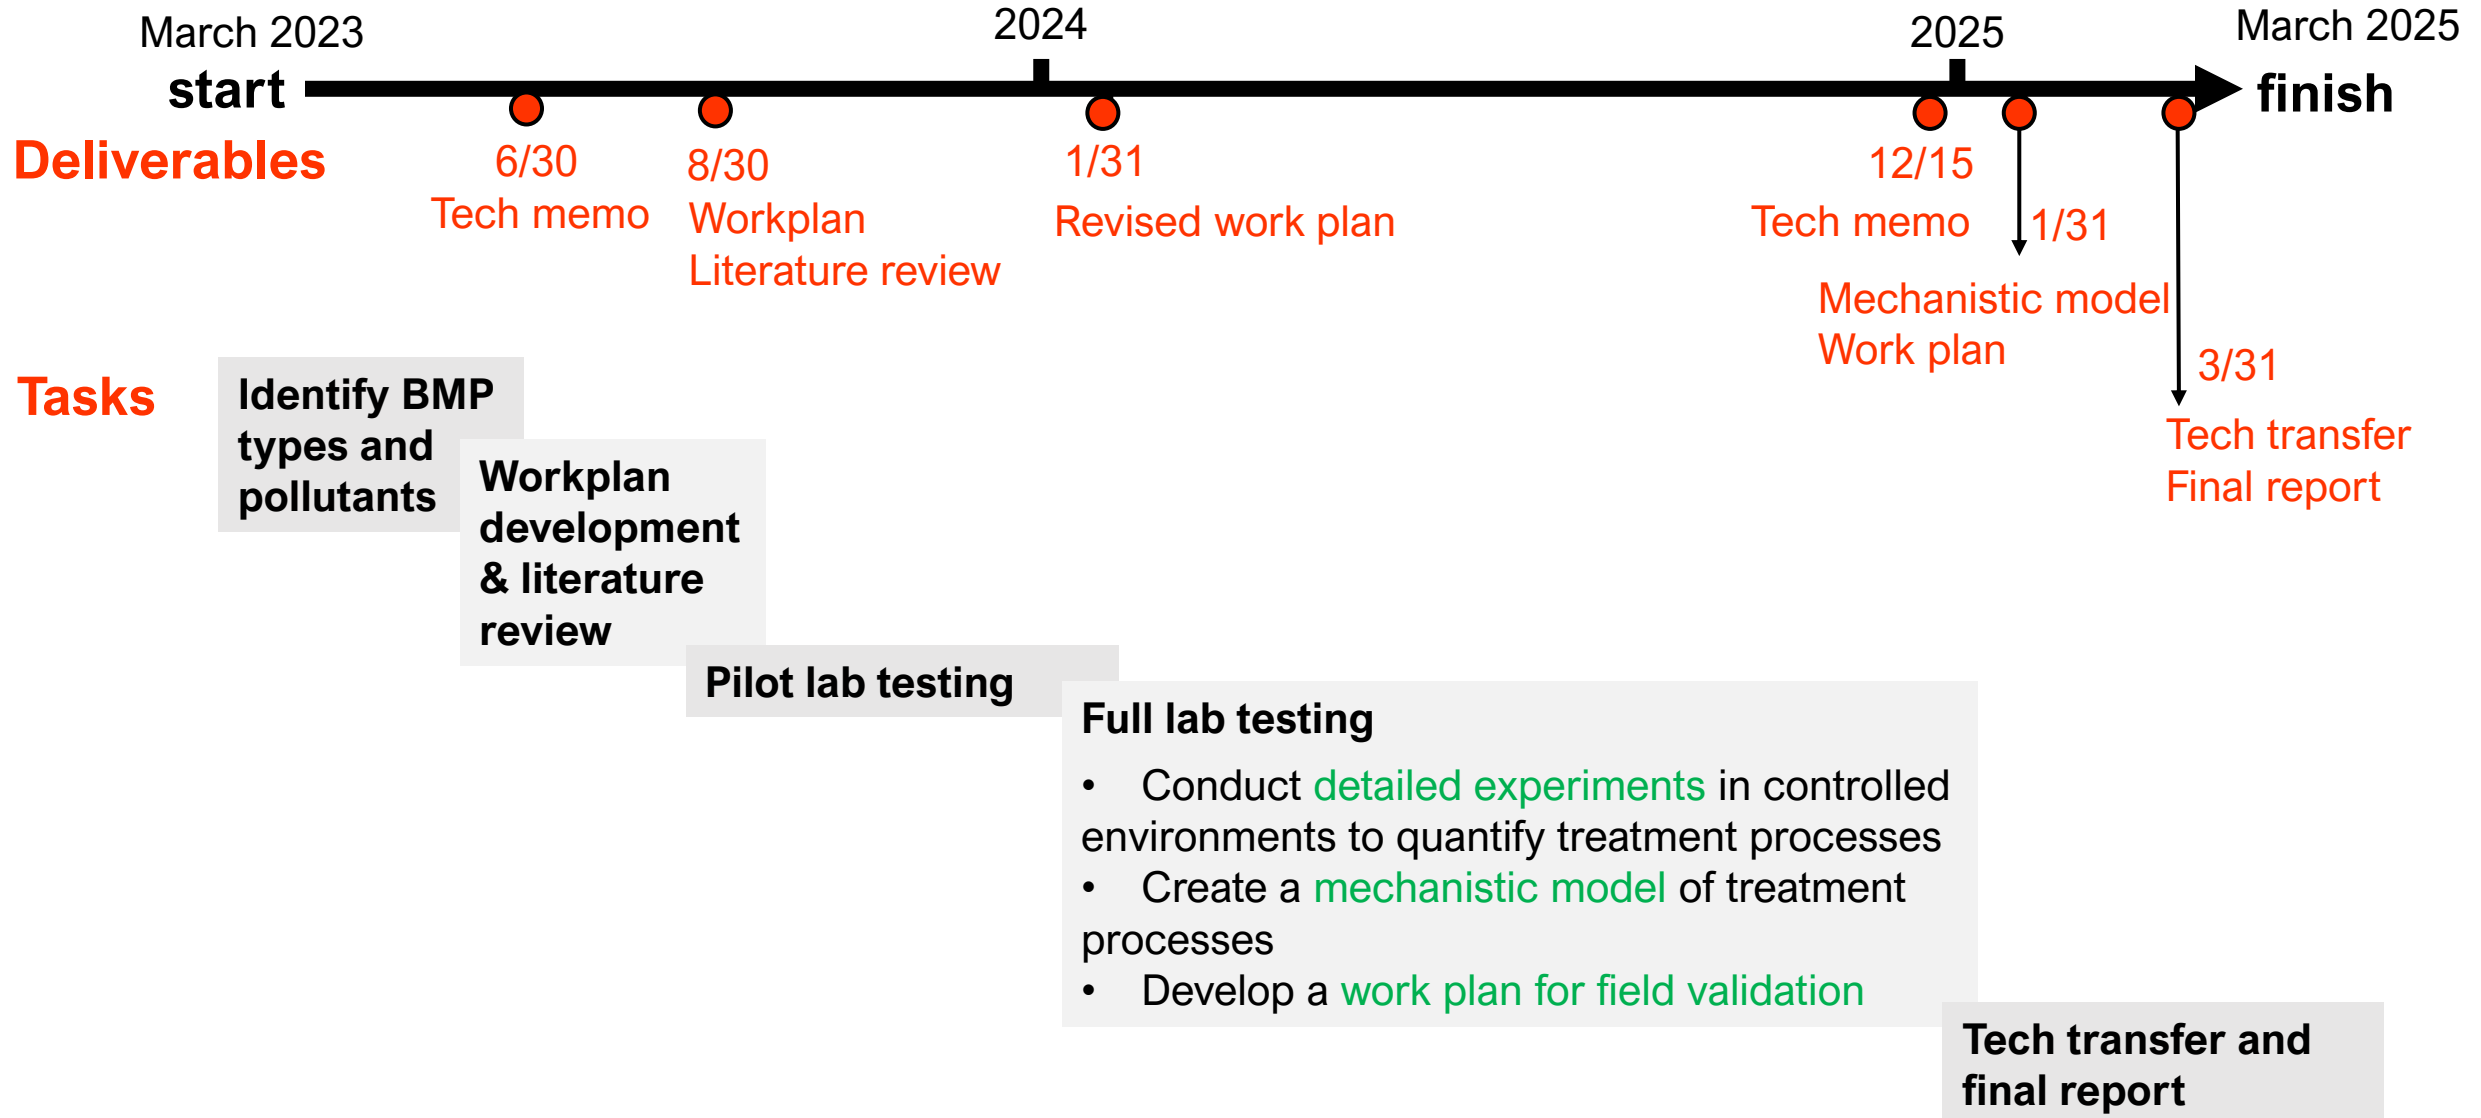 March 2023
2024
2025
March 2025
start
finish
Deliverables
6/30
Tech memo
8/30
Workplan
Literature review
1/31
Revised work plan
12/15
Tech memo
1/31
Mechanistic model
Work plan
3/31
Tech transfer
Final report
Tasks
Identify BMP
types and
pollutants
Workplan
development
& literature
review
Pilot lab testing
Full lab testing
• Conduct detailed experiments in controlled
environments to quantify treatment processes
• Create a mechanistic model of treatment
processes
• Develop a work plan for field validation
Tech transfer and
final report